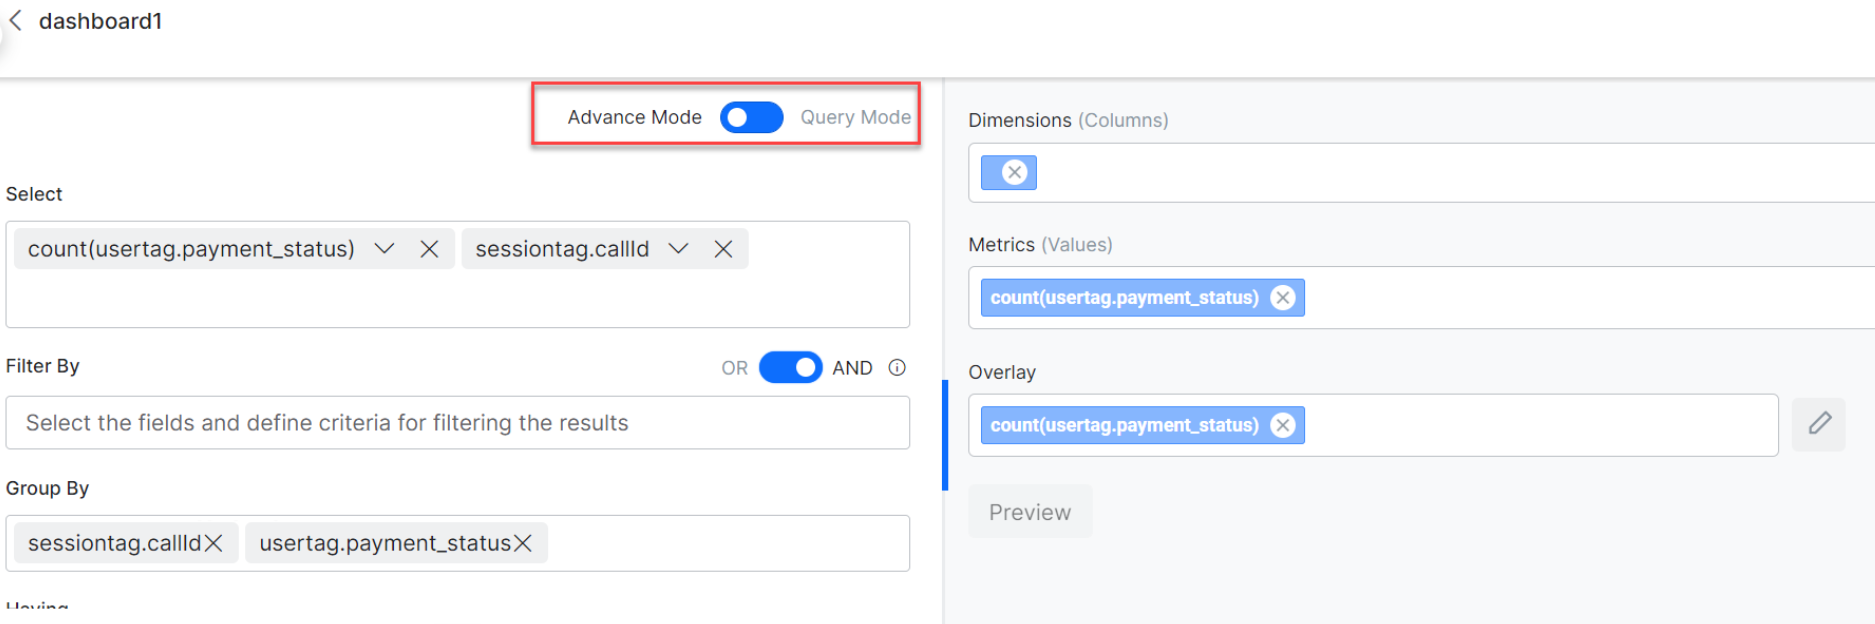 dashboard1
Advance Mode Query Mode
Select
count(usertag.payment_status) sessiontag.callId
Filter By OR AND
Select the fields and define criteria for filtering the results
Group By
sessiontag.callId usertag.payment_status
Having
Dimensions (Columns)
Metrics (Values)
count(usertag.payment_status)
Overlay
count(usertag.payment_status)
Preview